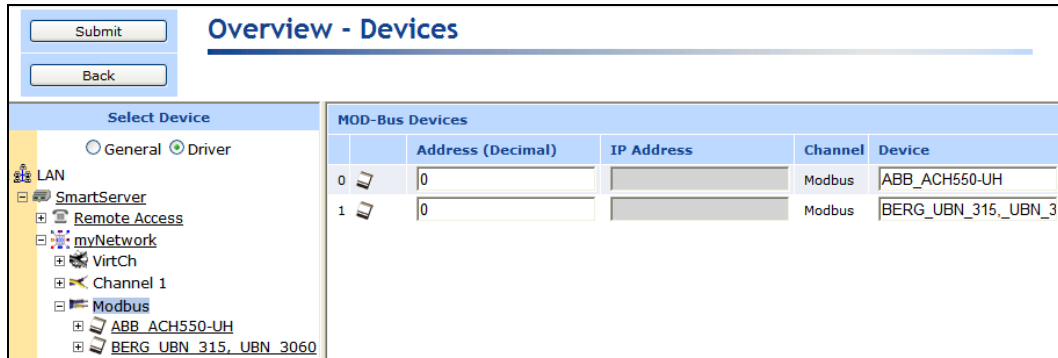 Submit
Overview - Devices
Back
Select Device
General Driver
LAN
SmartServer
Remote Access
myNetwork
VirtCh
Channel 1
Modbus
ABB_ACH550-UH
BERG_UBN_315,_UBN_3060
MOD-Bus Devices
Address (Decimal) IP Address Channel Device
0 0 Modbus ABB_ACH550-UH
1 0 Modbus BERG_UBN_315,_UBN_3